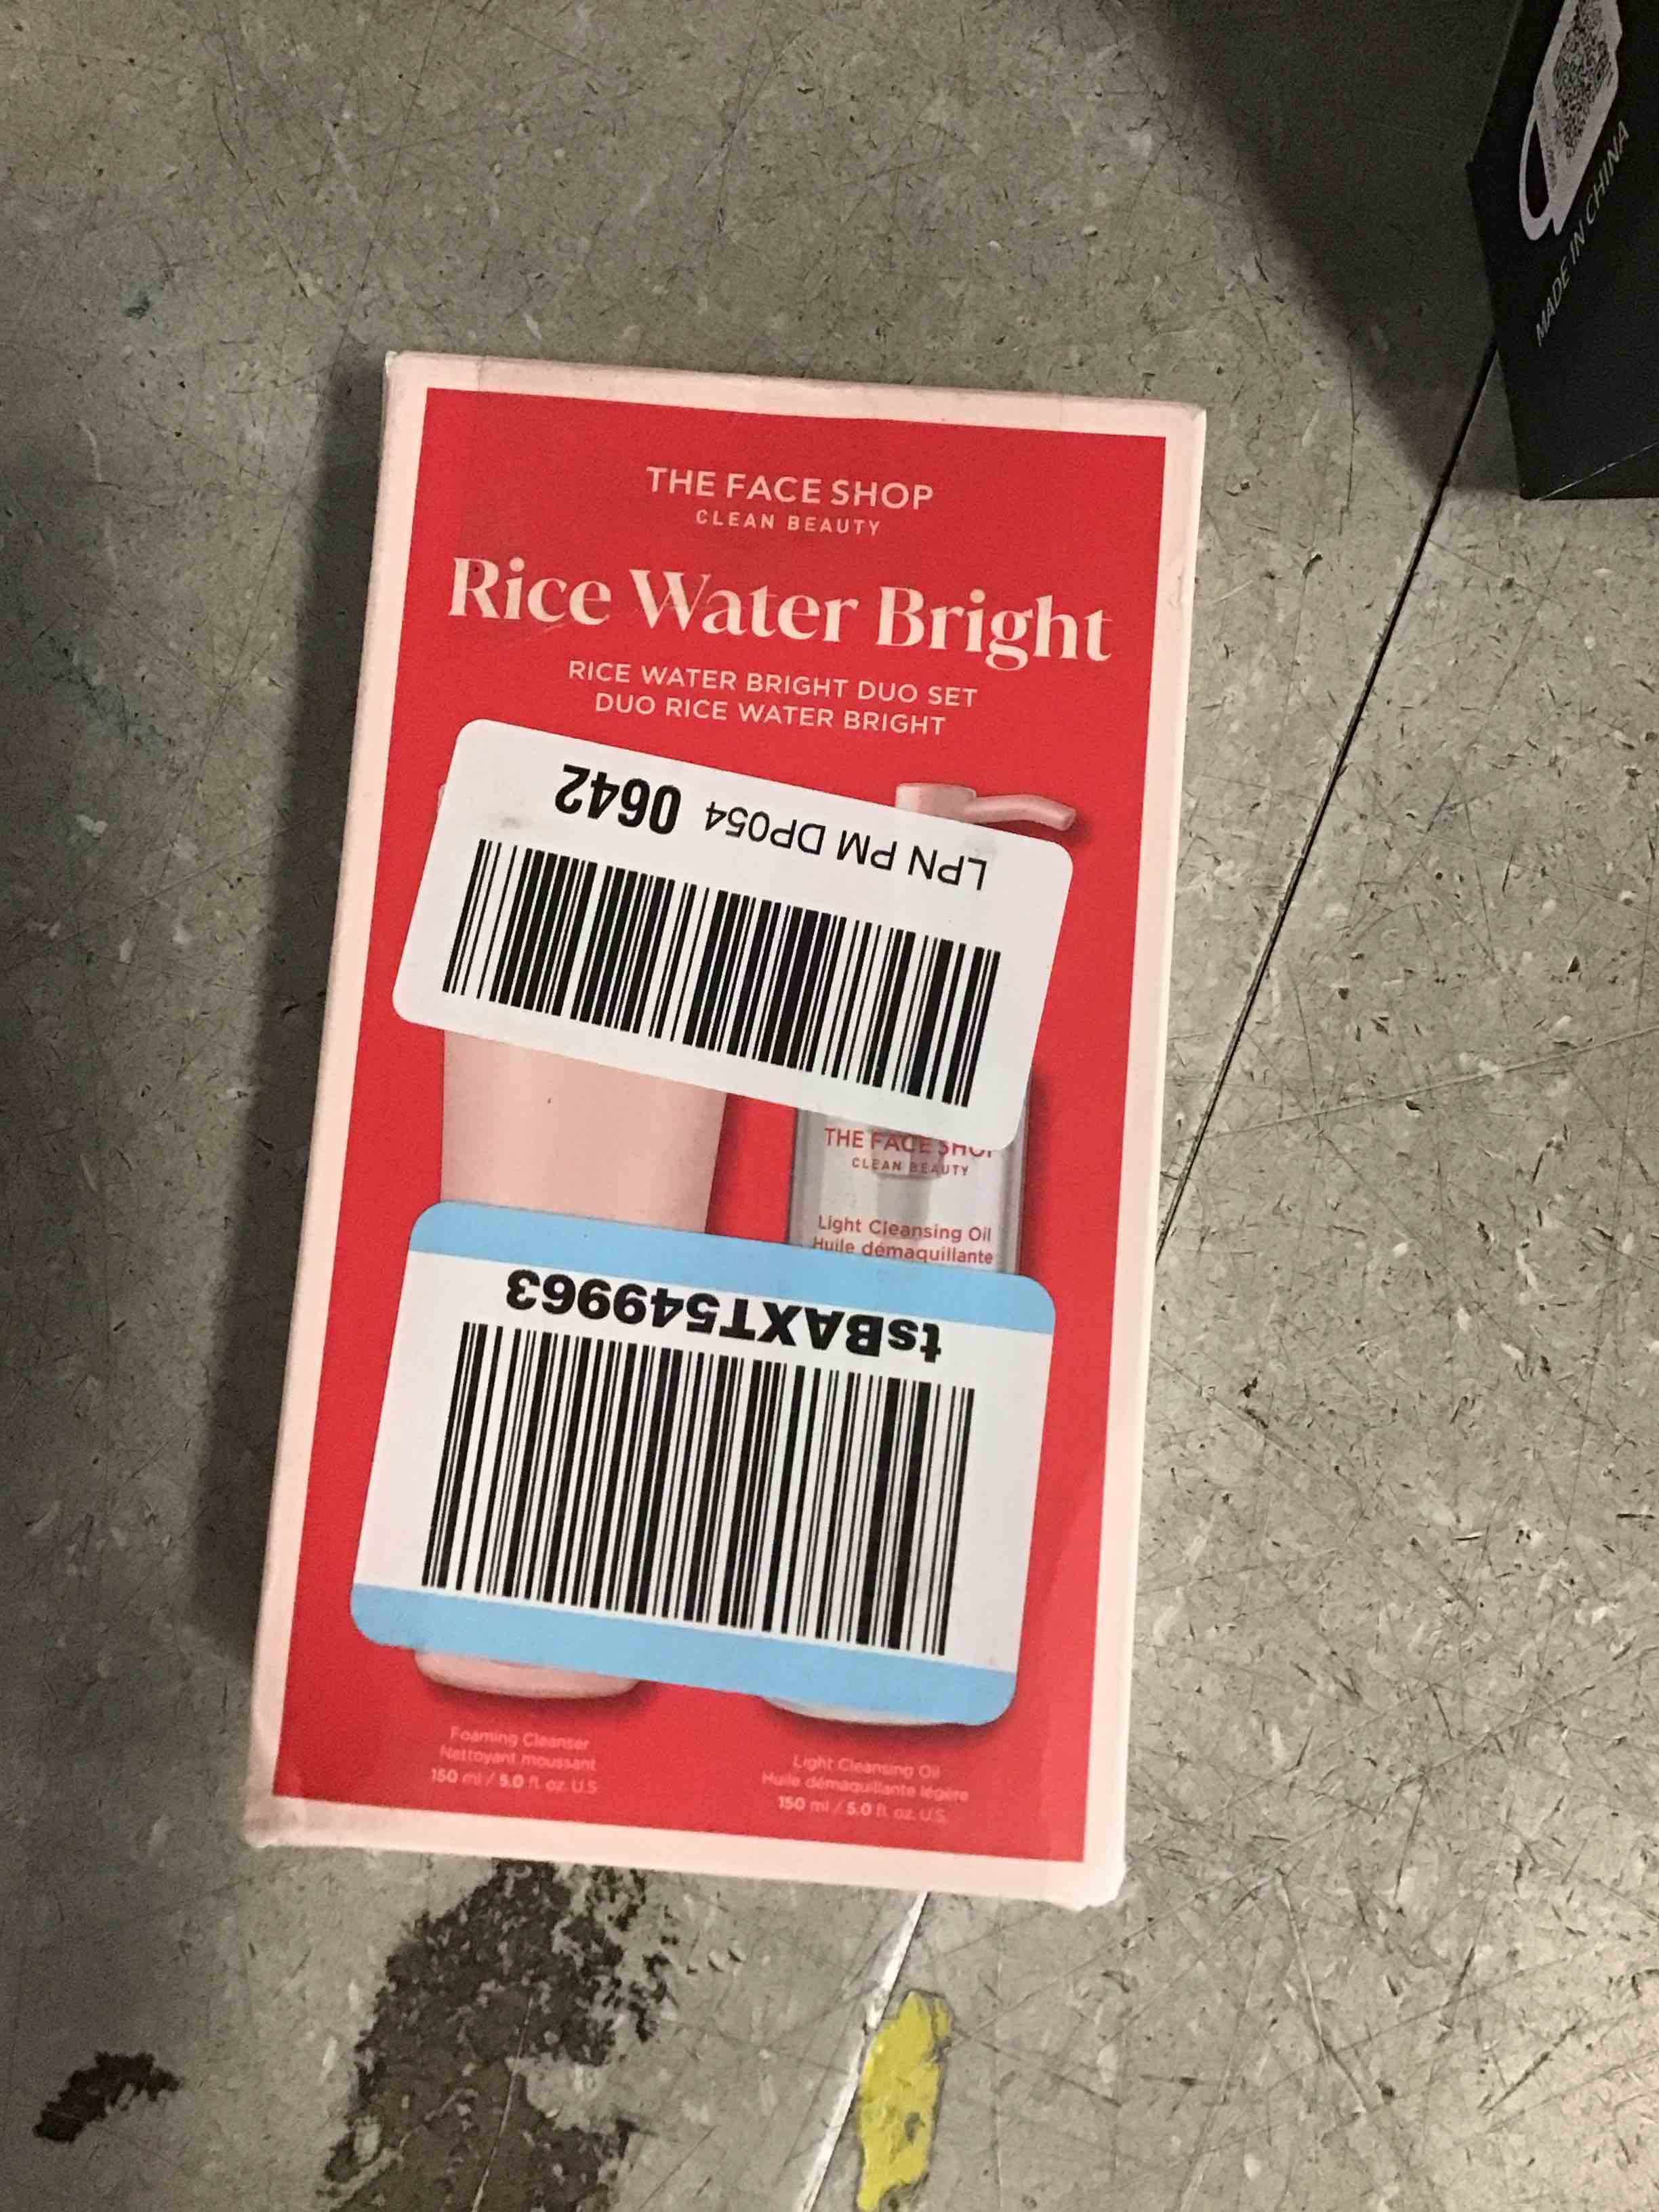 THE FACE SHOP
CLEAN BEAUTY
Rice Water Bright
RICE WATER BRIGHT DUO SET
DUO RICE WATER BRIGHT
LPN PM DP054 0642
THE FACE SHOP
CLEAN BEAUTY
Light Cleansing Oil
Huile démaquillante
tsBAXT549963
Foaming Cleanser
Nettoyant moussant
150 ml / 5.0 fl. oz. U.S
Light Cleansing Oil
Huile démaquillante légère
150 ml / 5.0 fl. oz. U.S.
MADE IN CHINA